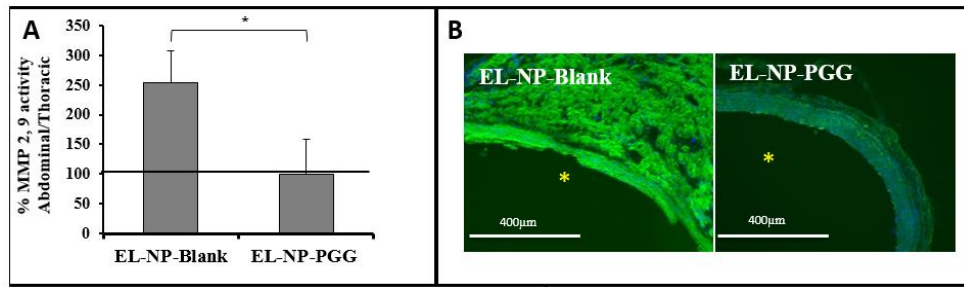 A
*
% MMP 2, 9 activity
Abdominal/Thoracic
350
300
250
200
150
100
50
0
EL-NP-Blank EL-NP-PGG
B
EL-NP-Blank
*
400μm
EL-NP-PGG
*
400μm